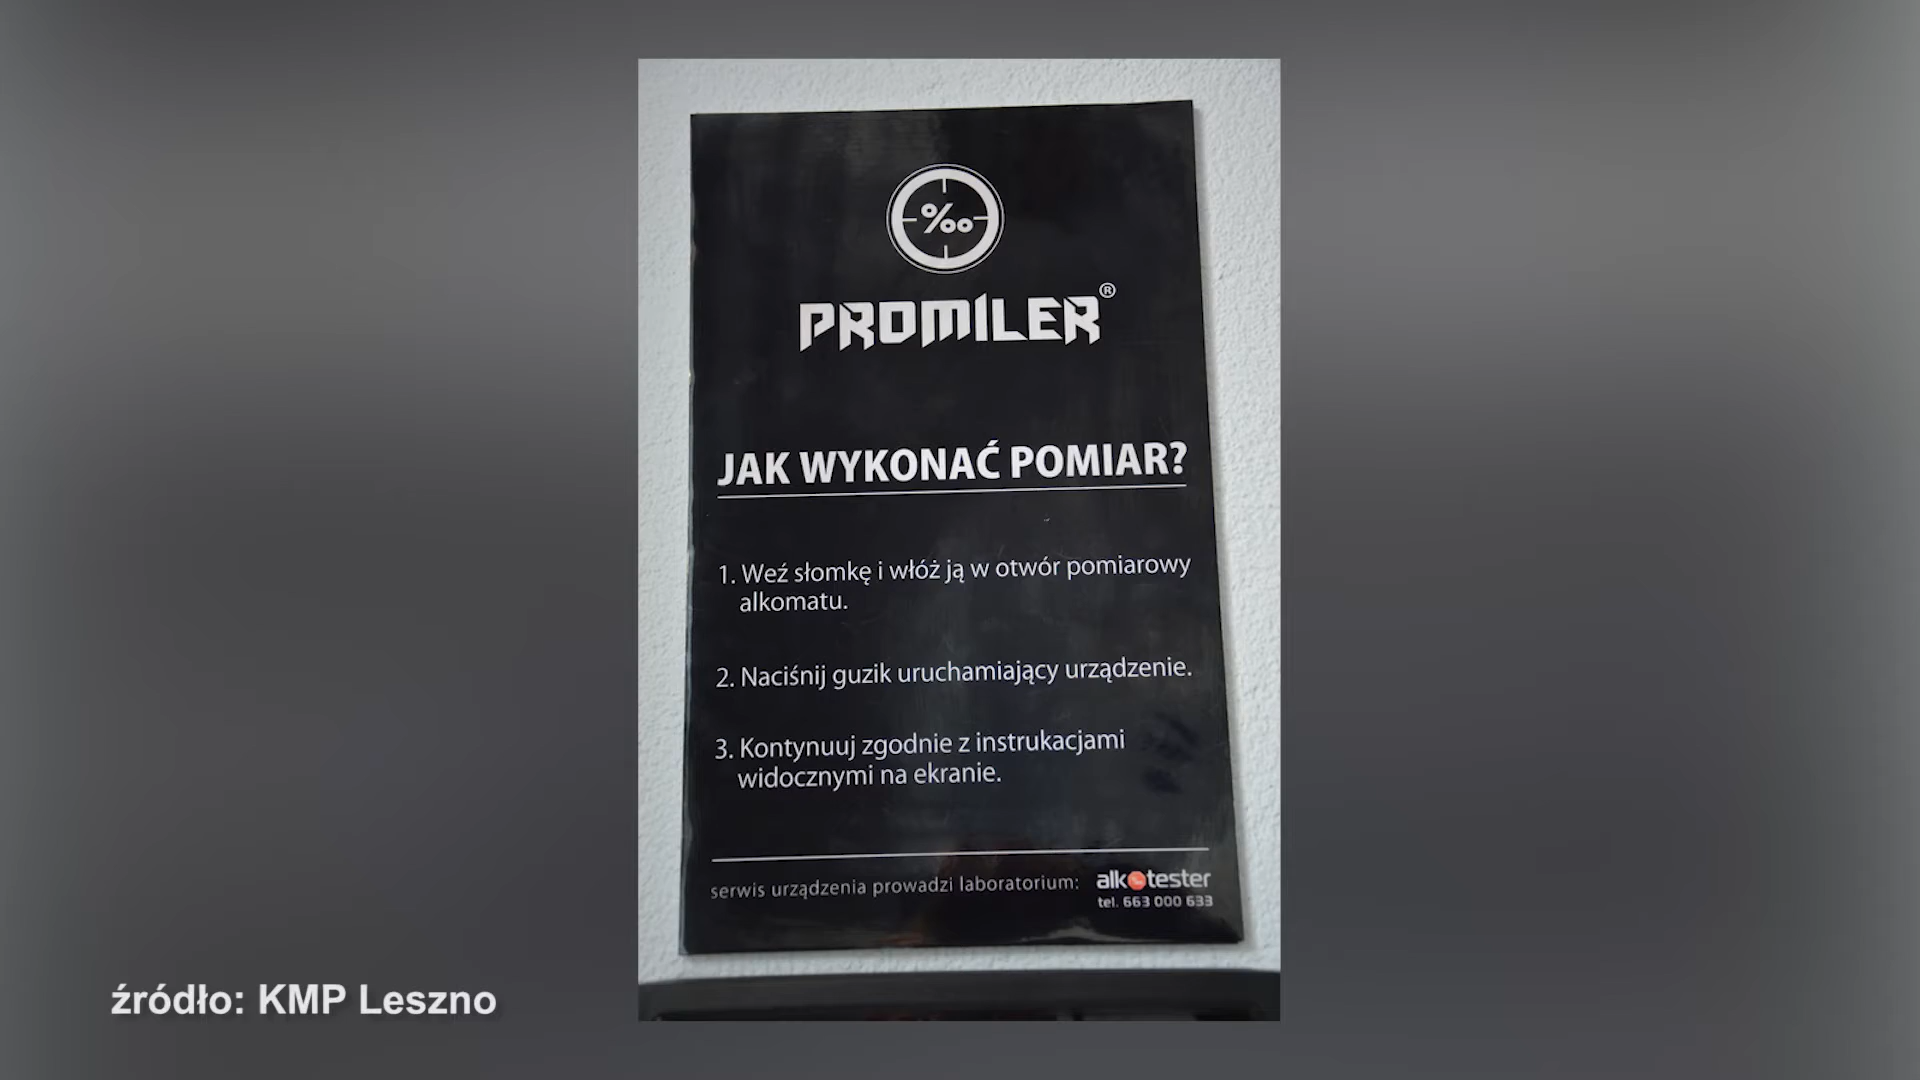 ‰
PROMILER®
JAK WYKONAĆ POMIAR?
1. Weź słomkę i włóż ją w otwór pomiarowy
alkomatu.
2. Naciśnij guzik uruchamiający urządzenie.
3. Kontynuuj zgodnie z instrukacjami
widocznymi na ekranie.
serwis urządzenia prowadzi laboratorium: alkotester
tel. 663 000 633
źródło: KMP Leszno